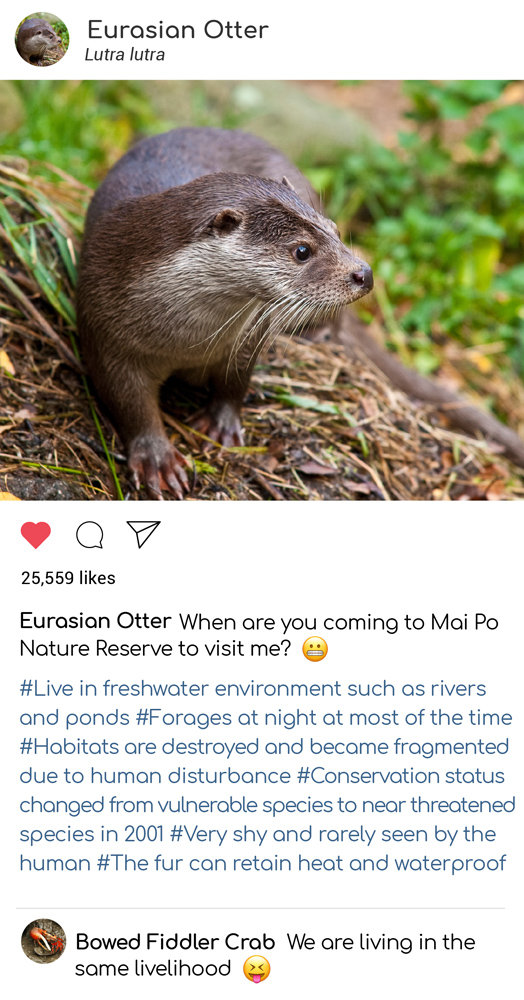 Eurasian Otter
Lutra lutra
25,559 likes
Eurasian Otter When are you coming to Mai Po
Nature Reserve to visit me? 😬
#Live in freshwater environment such as rivers
and ponds #Forages at night at most of the time
#Habitats are destroyed and became fragmented
due to human disturbance #Conservation status
changed from vulnerable species to near threatened
species in 2001 #Very shy and rarely seen by the
human #The fur can retain heat and waterproof
Bowed Fiddler Crab We are living in the
same livelihood 😝